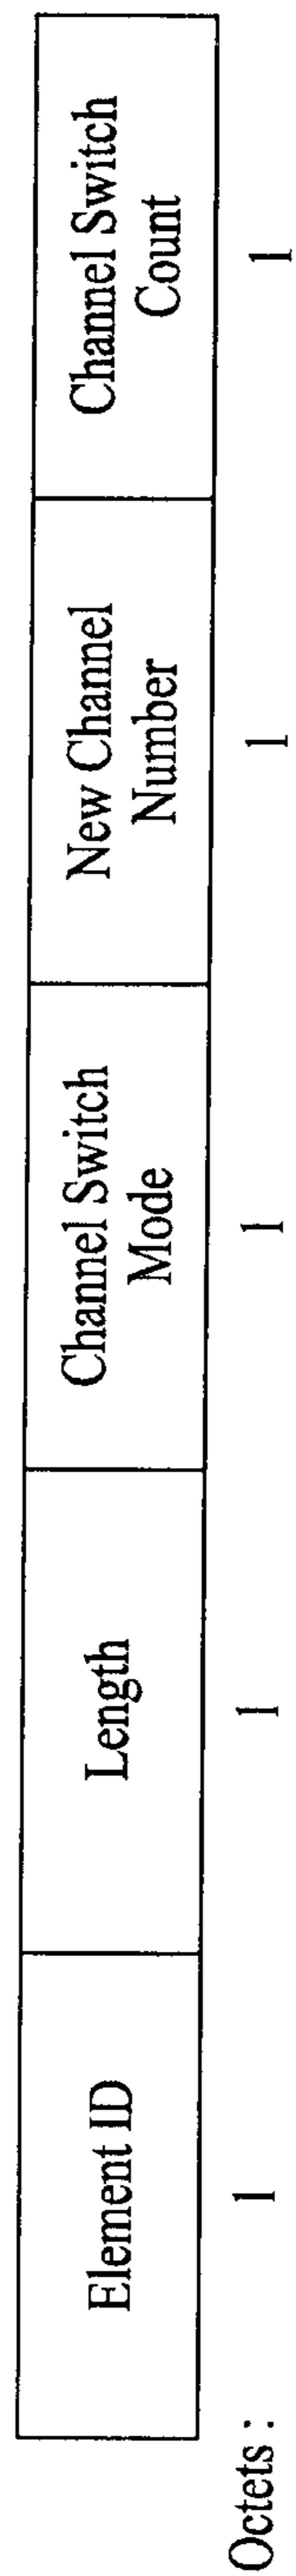 Element ID
Length
Channel Switch
Mode
New Channel
Number
Channel Switch
Count
Octets : 1 1 1 1 1